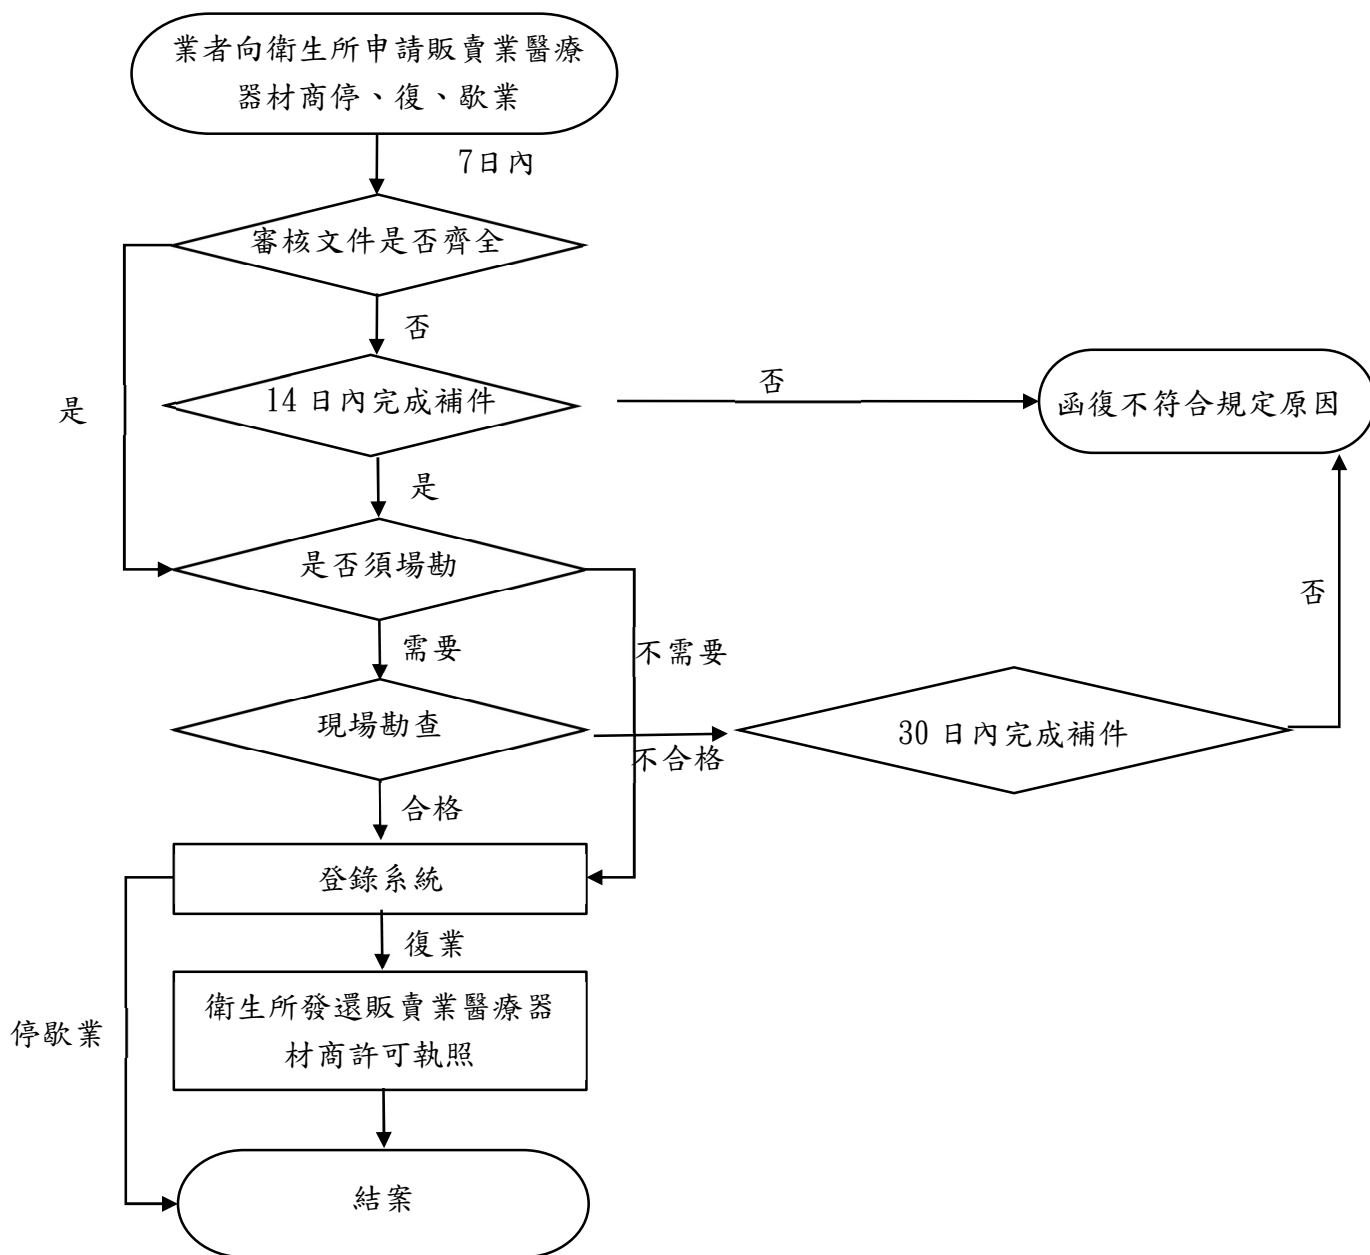 業者向衛生所申請販賣業醫療
器材商停、復、歇業
7日內
審核文件是否齊全
否
14 日內完成補件
否
函復不符合規定原因
是
是
是否須場勘
否
需要
不需要
現場勘查
30 日內完成補件
不合格
合格
登錄系統
復業
衛生所發還販賣業醫療器
材商許可執照
停歇業
結案